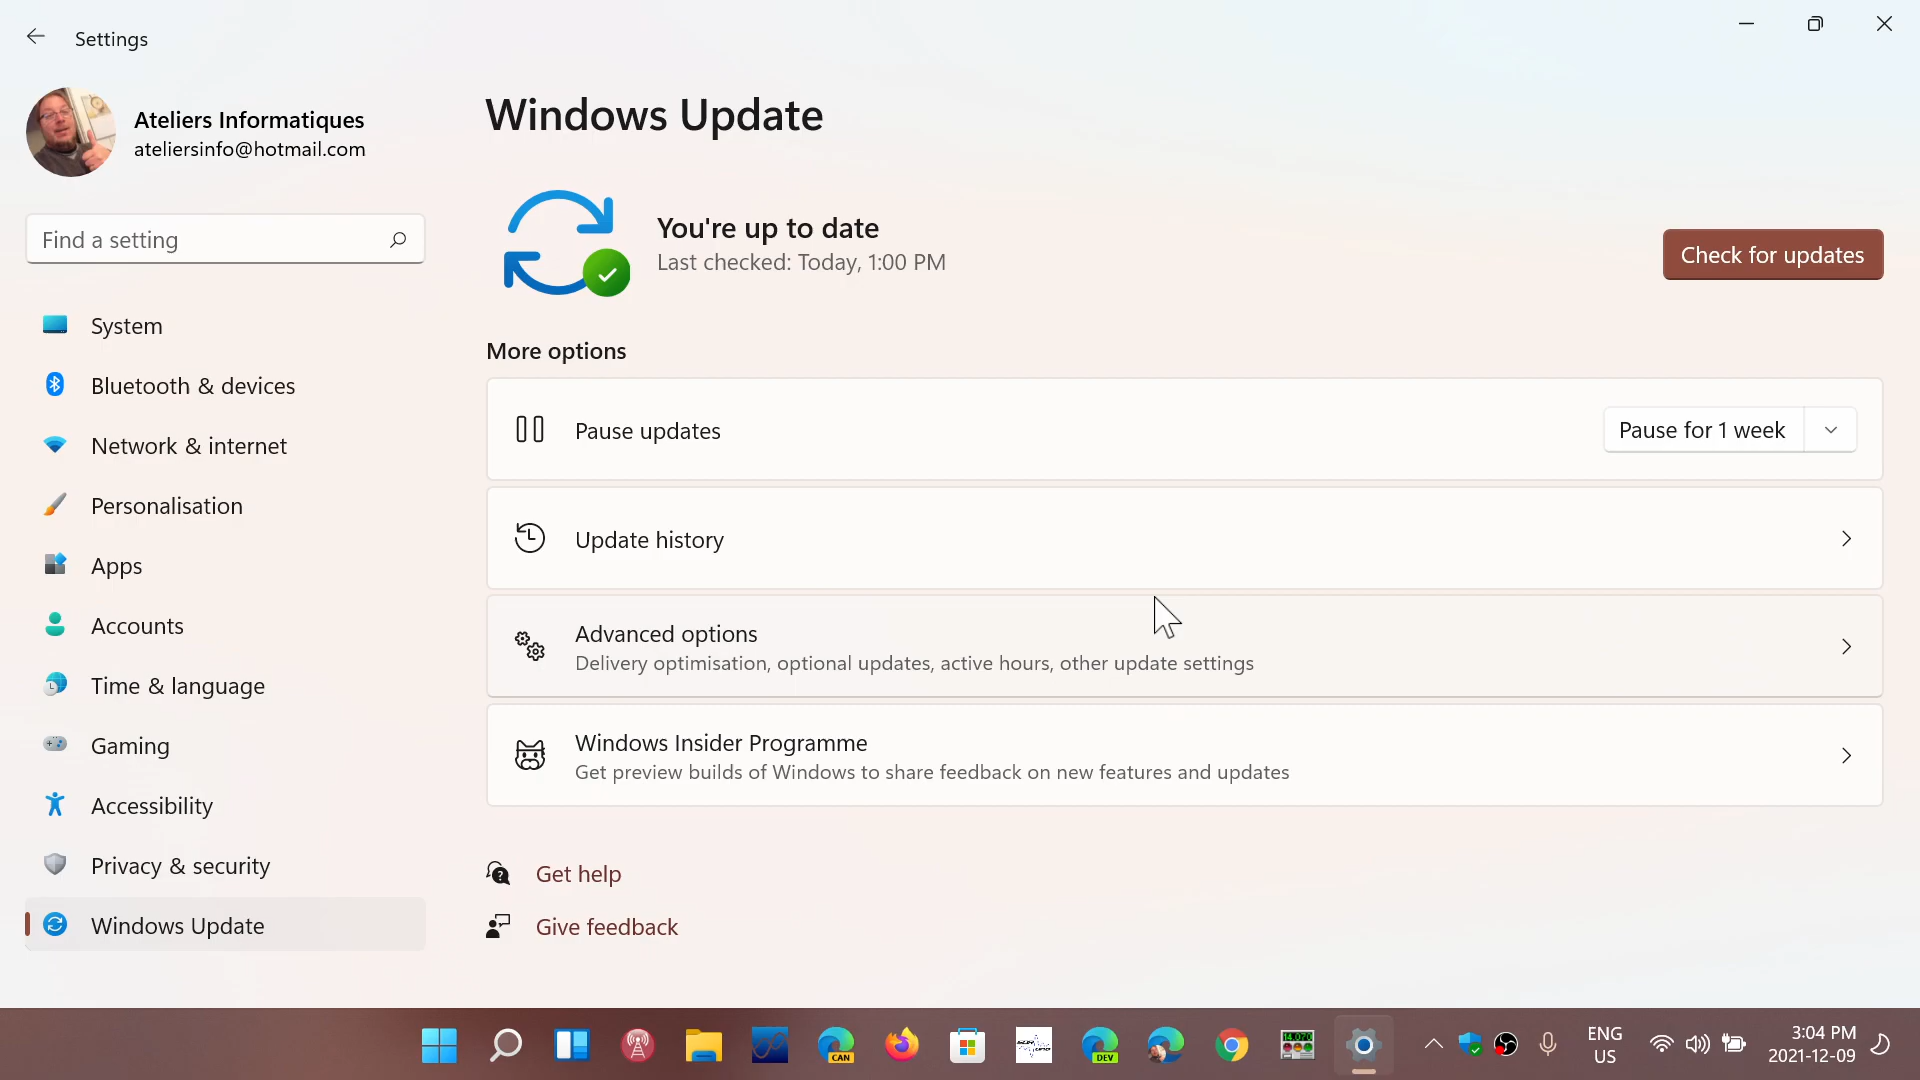 Settings
Ateliers Informatiques
ateliersinfo@hotmail.com
Find a setting
System
Bluetooth & devices
Network & internet
Personalisation
Apps
Accounts
Time & language
Gaming
Accessibility
Privacy & security
Windows Update
Windows Update
You're up to date
Last checked: Today, 1:00 PM
Check for updates
More options
Pause updates
Pause for 1 week
Update history
Advanced options
Delivery optimisation, optional updates, active hours, other update settings
Windows Insider Programme
Get preview builds of Windows to share feedback on new features and updates
Get help
Give feedback
CAN
DEV
ENG
US
3:04 PM
2021-12-09